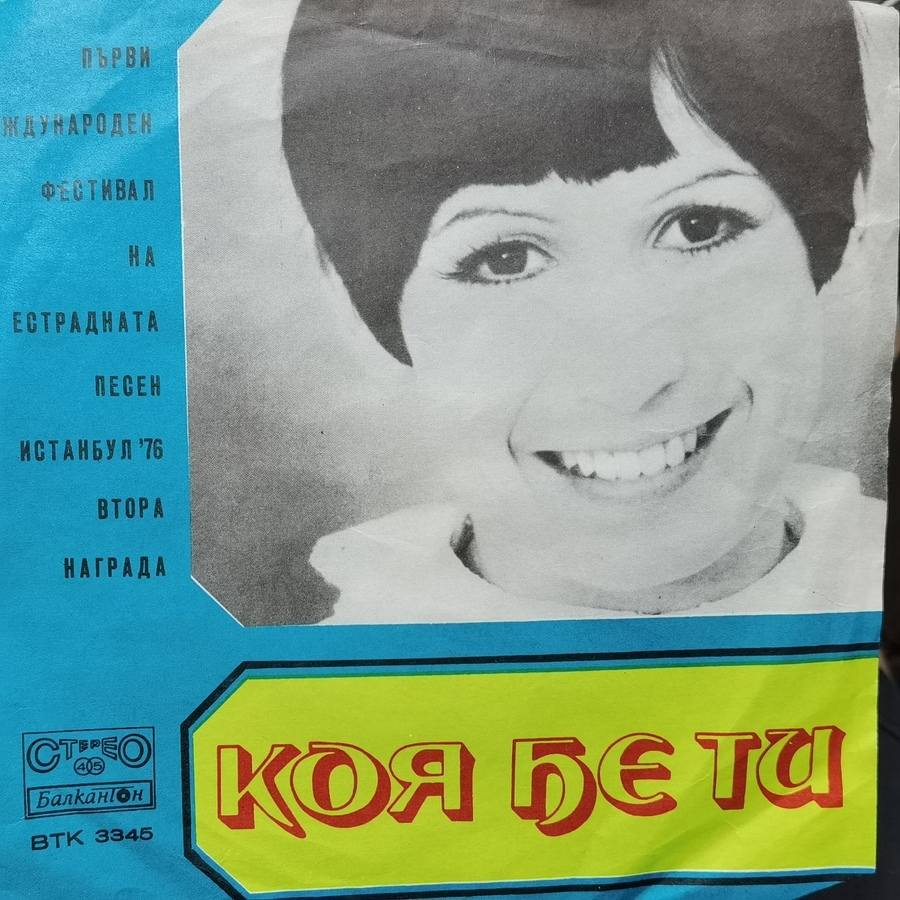 ПЪРВИ
ЖДУНАРОДЕН
ФЕСТИВАЛ
НА
ЕСТРАДНАТА
ПЕСЕН
ИСТАНБУЛ '76
ВТОРА
НАГРАДА
КОЯ БЕ ТИ
СТЕРЕО
45
Балкантон
ВТК 3345